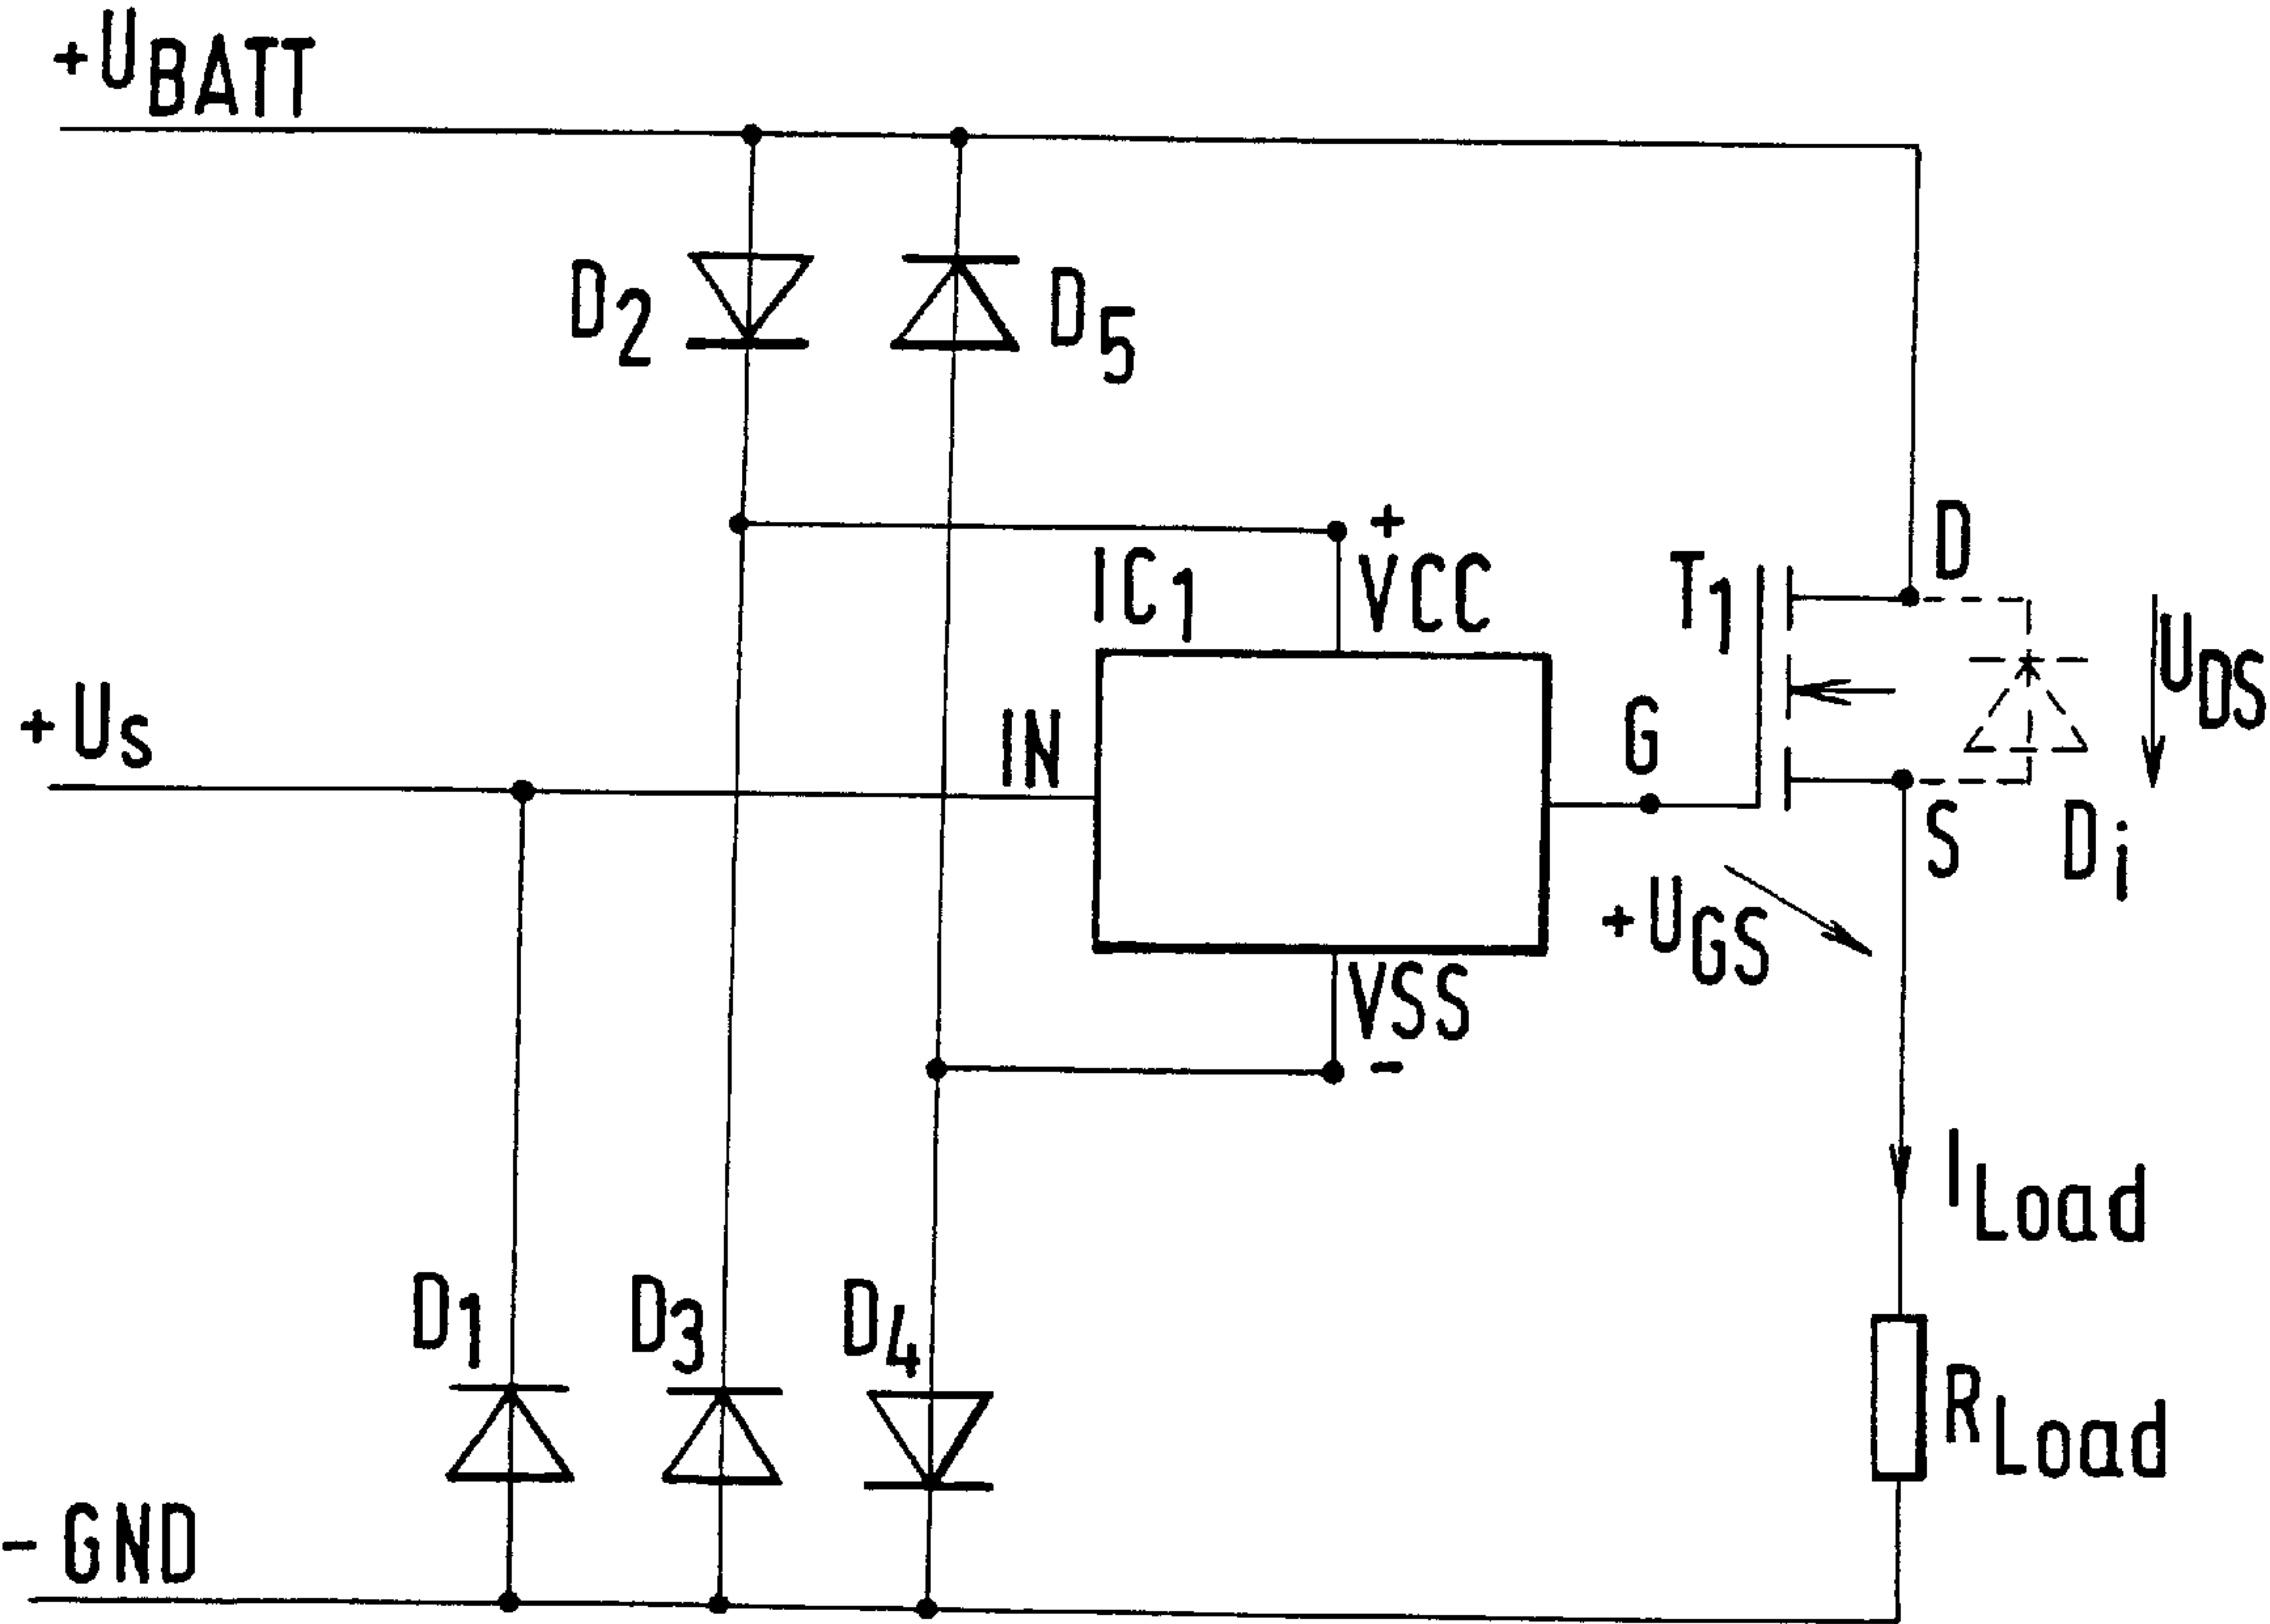 +UBATT
D2
D5
+
VCC
IC1
T1
D
UDS
+Us
IN
G
S
Di
+UGS
VSS
-
ILoad
D1
D3
D4
RLoad
- GND